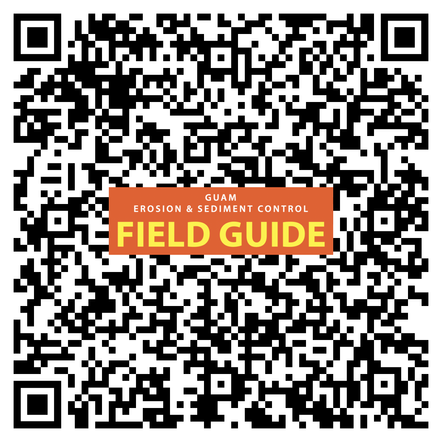 GUAM
EROSION & SEDIMENT CONTROL
FIELD GUIDE